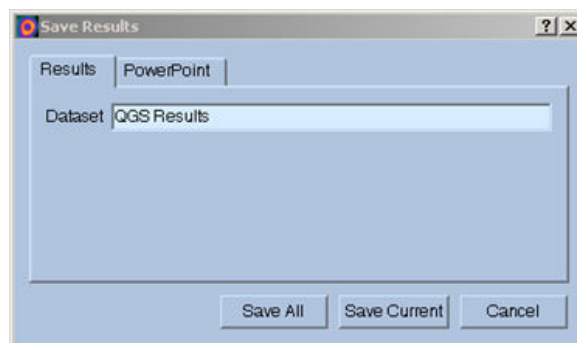 Save Results
Results PowerPoint
Dataset QGS Results
Save All Save Current Cancel